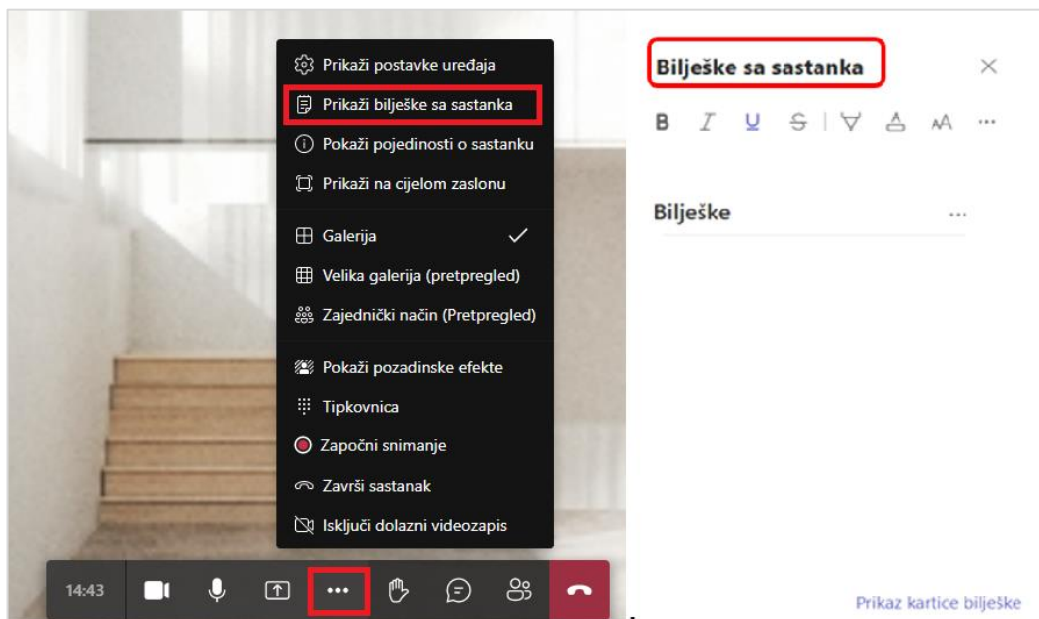 Prikaži postavke uređaja
Prikaži bilješke sa sastanka
Pokaži pojedinosti o sastanku
Prikaži na cijelom zaslonu
Galerija
Velika galerija (pretpregled)
Zajednički način (Pretpregled)
Pokaži pozadinske efekte
Tipkovnica
Započni snimanje
Završi sastanak
Isključi dolazni videozapis
14:43
Bilješke sa sastanka
B I U S A AA ...
Bilješke ...
Prikaz kartice bilješke